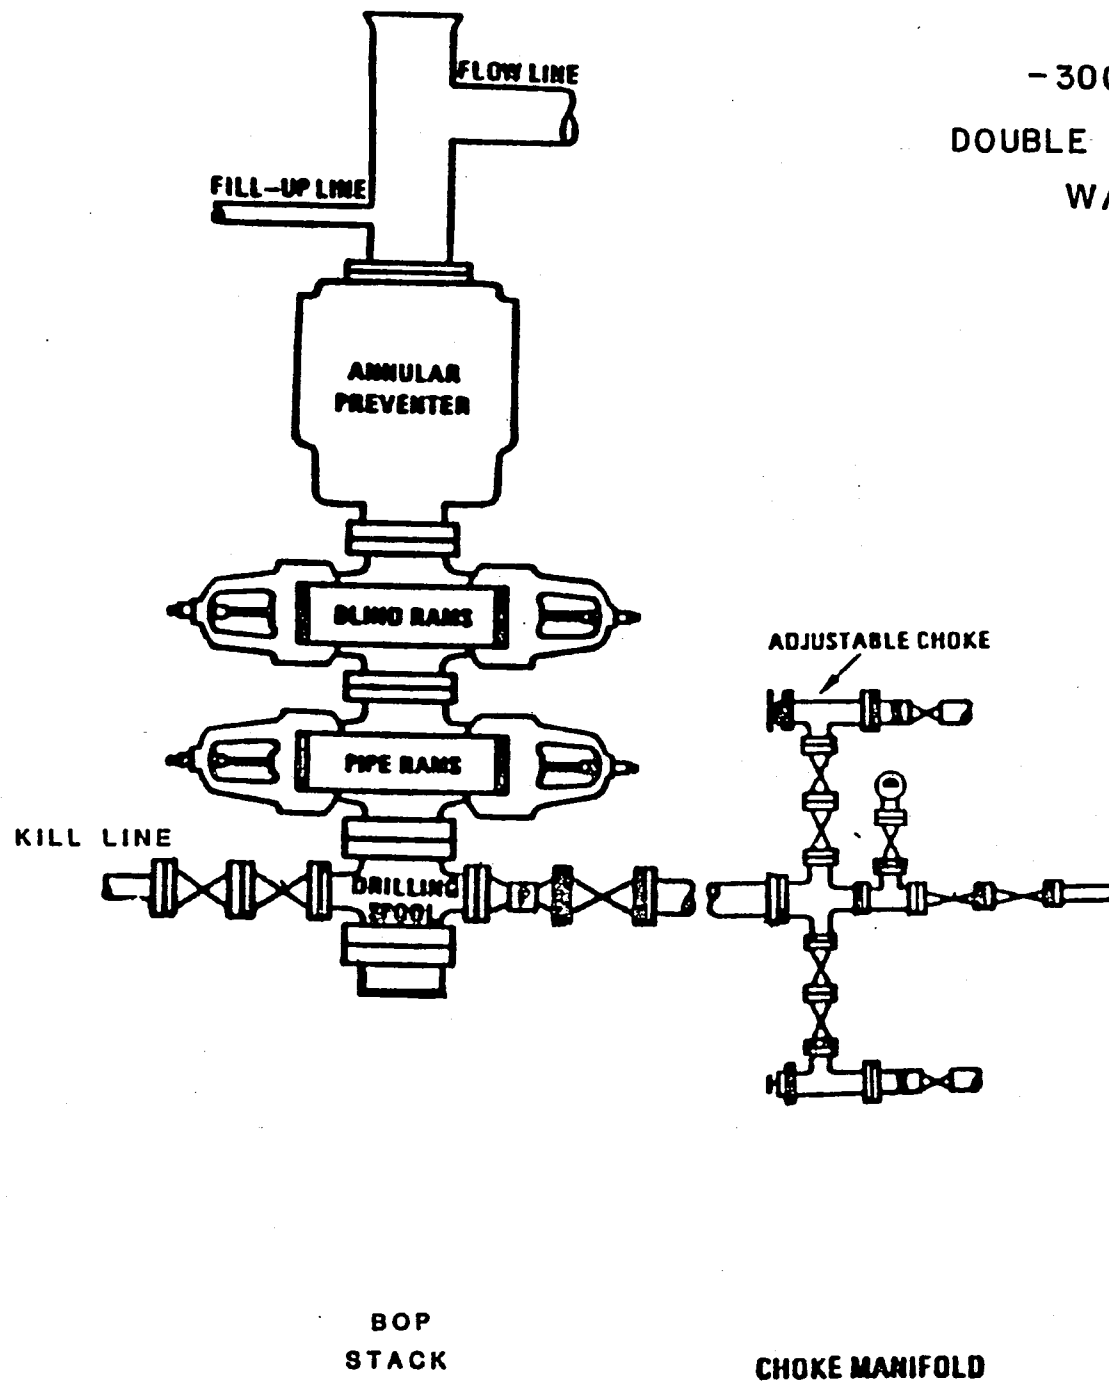 FLOW LINE
-300
DOUBLE
WA
FILL-UP LINE
ANNULAR
PREVENTER
BLIND RAMS
ADJUSTABLE CHOKE
PIPE RAMS
KILL LINE
DRILLING
SPOOL
BOP
STACK
CHOKE MANIFOLD